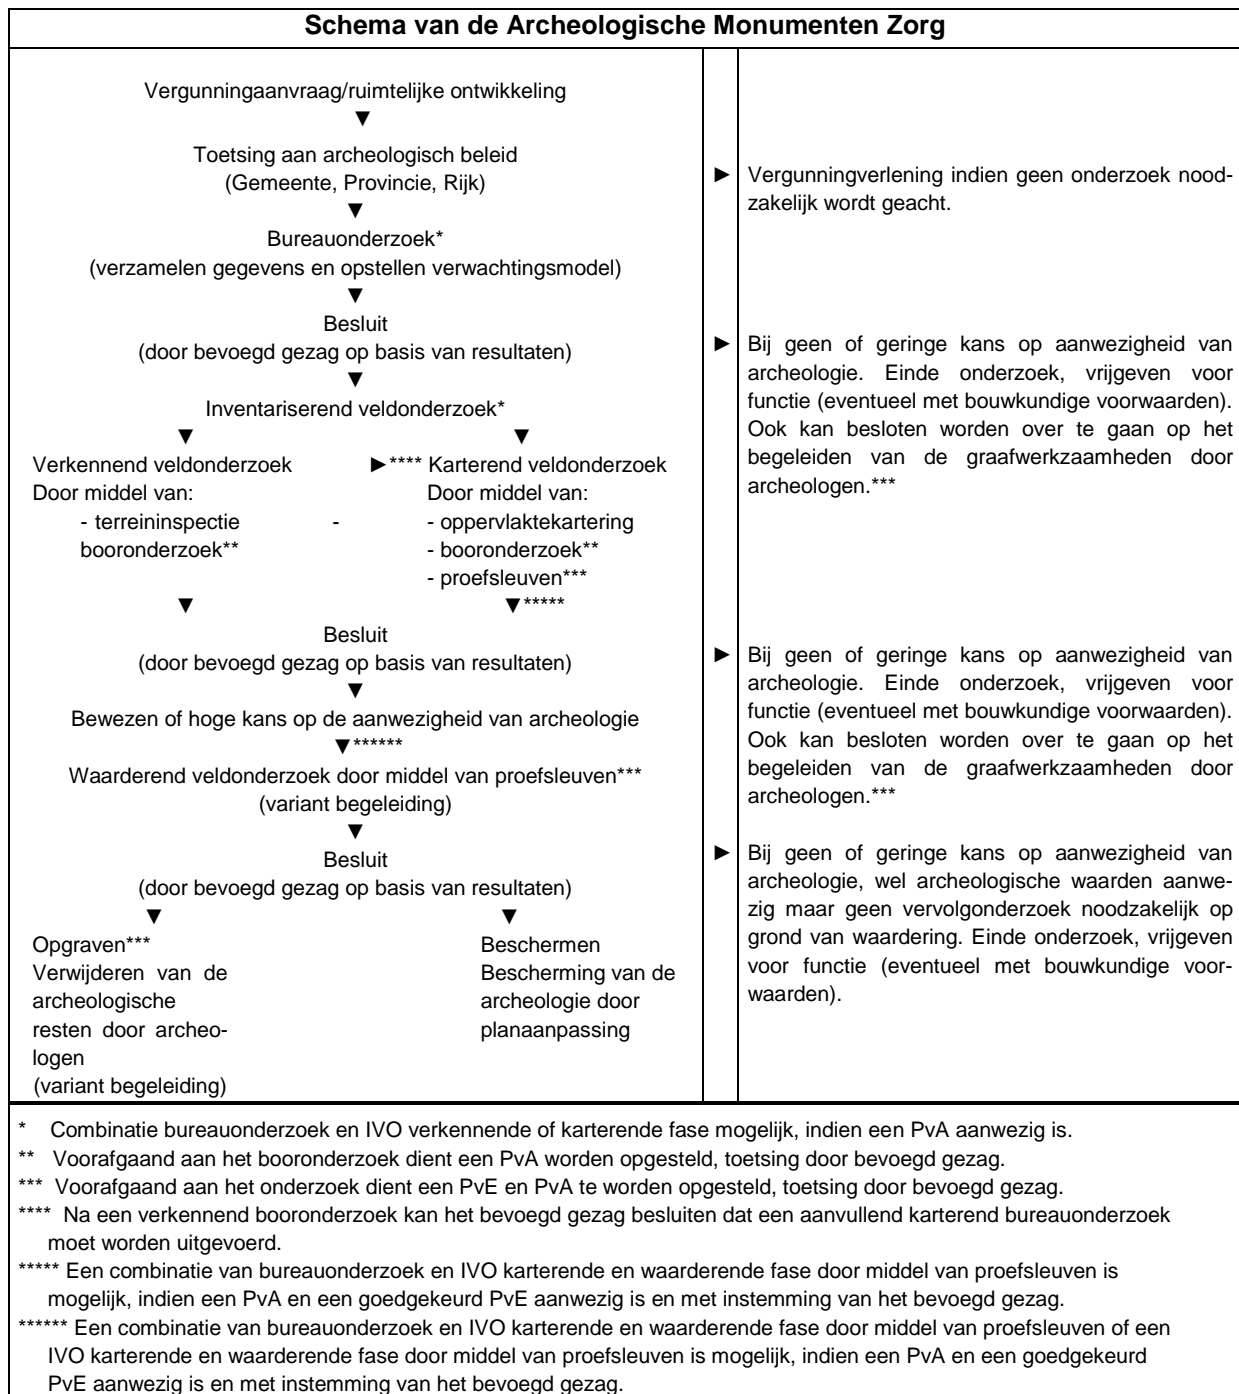 Schema van de Archeologische Monumenten Zorg
Vergunningaanvraag/ruimtelijke ontwikkeling
▼
Toetsing aan archeologisch beleid
(Gemeente, Provincie, Rijk)
▼
Bureauonderzoek*
(verzamelen gegevens en opstellen verwachtingsmodel)
▼
Besluit
(door bevoegd gezag op basis van resultaten)
▼
Inventariserend veldonderzoek*
▼ ▼
Verkennend veldonderzoek ►**** Karterend veldonderzoek
Door middel van: Door middel van:
- terreininspectie - - oppervlaktekartering
booronderzoek** - booronderzoek**
- proefsleuven***
▼ ▼*****
Besluit
(door bevoegd gezag op basis van resultaten)
▼
Bewezen of hoge kans op de aanwezigheid van archeologie
▼******
Waarderend veldonderzoek door middel van proefsleuven***
(variant begeleiding)
▼
Besluit
(door bevoegd gezag op basis van resultaten)
▼ ▼
Opgraven*** Beschermen
Verwijderen van de Bescherming van de
archeologische archeologie door
resten door archeo- planaanpassing
logen
(variant begeleiding)
► Vergunningverlening indien geen onderzoek nood-
zakelijk wordt geacht.
► Bij geen of geringe kans op aanwezigheid van
archeologie. Einde onderzoek, vrijgeven voor
functie (eventueel met bouwkundige voorwaarden).
Ook kan besloten worden over te gaan op het
begeleiden van de graafwerkzaamheden door
archeologen.***
► Bij geen of geringe kans op aanwezigheid van
archeologie. Einde onderzoek, vrijgeven voor
functie (eventueel met bouwkundige voorwaarden).
Ook kan besloten worden over te gaan op het
begeleiden van de graafwerkzaamheden door
archeologen.***
► Bij geen of geringe kans op aanwezigheid van
archeologie, wel archeologische waarden aanwe-
zig maar geen vervolgonderzoek noodzakelijk op
grond van waardering. Einde onderzoek, vrijgeven
voor functie (eventueel met bouwkundige voor-
waarden).
* Combinatie bureauonderzoek en IVO verkennende of karterende fase mogelijk, indien een PvA aanwezig is.
** Voorafgaand aan het booronderzoek dient een PvA worden opgesteld, toetsing door bevoegd gezag.
*** Voorafgaand aan het onderzoek dient een PvE en PvA te worden opgesteld, toetsing door bevoegd gezag.
**** Na een verkennend booronderzoek kan het bevoegd gezag besluiten dat een aanvullend karterend bureauonderzoek
moet worden uitgevoerd.
***** Een combinatie van bureauonderzoek en IVO karterende en waarderende fase door middel van proefsleuven is
mogelijk, indien een PvA en een goedgekeurd PvE aanwezig is en met instemming van het bevoegd gezag.
****** Een combinatie van bureauonderzoek en IVO karterende en waarderende fase door middel van proefsleuven of een
IVO karterende en waarderende fase door middel van proefsleuven is mogelijk, indien een PvA en een goedgekeurd
PvE aanwezig is en met instemming van het bevoegd gezag.